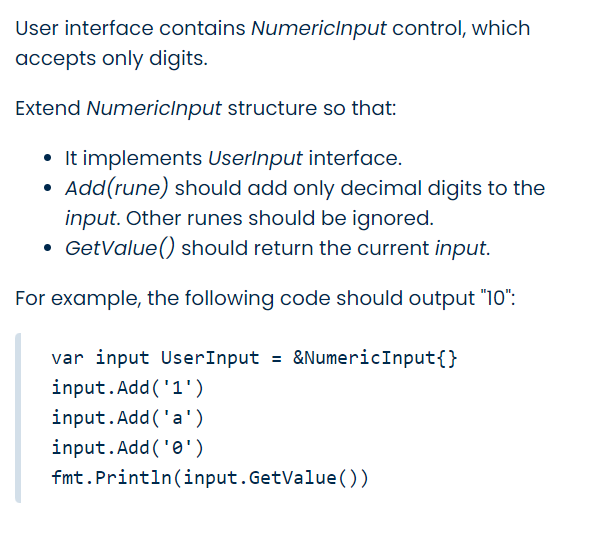 User interface contains NumericInput control, which
accepts only digits.
Extend NumericInput structure so that:
• It implements UserInput interface.
• Add(rune) should add only decimal digits to the
input. Other runes should be ignored.
• GetValue() should return the current input.
For example, the following code should output "10":
var input UserInput = &NumericInput{}
input.Add('1')
input.Add('a')
input.Add('0')
fmt.Println(input.GetValue())